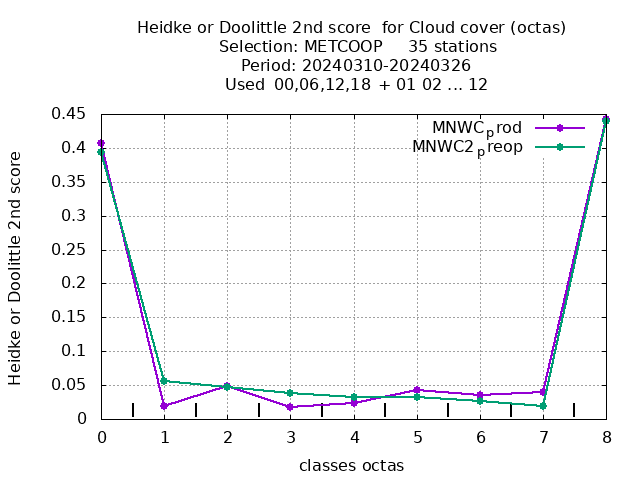 Heidke or Doolittle 2nd score  for Cloud cover (octas)
Selection: METCOOP     35 stations
Period: 20240310-20240326
Used  00,06,12,18 + 01 02 ... 12
Heidke or Doolittle 2nd score
0.45
0.4
0.35
0.3
0.25
0.2
0.15
0.1
0.05
0
MNWCprod
MNWC2preop
0 1 2 3 4 5 6 7 8
classes octas